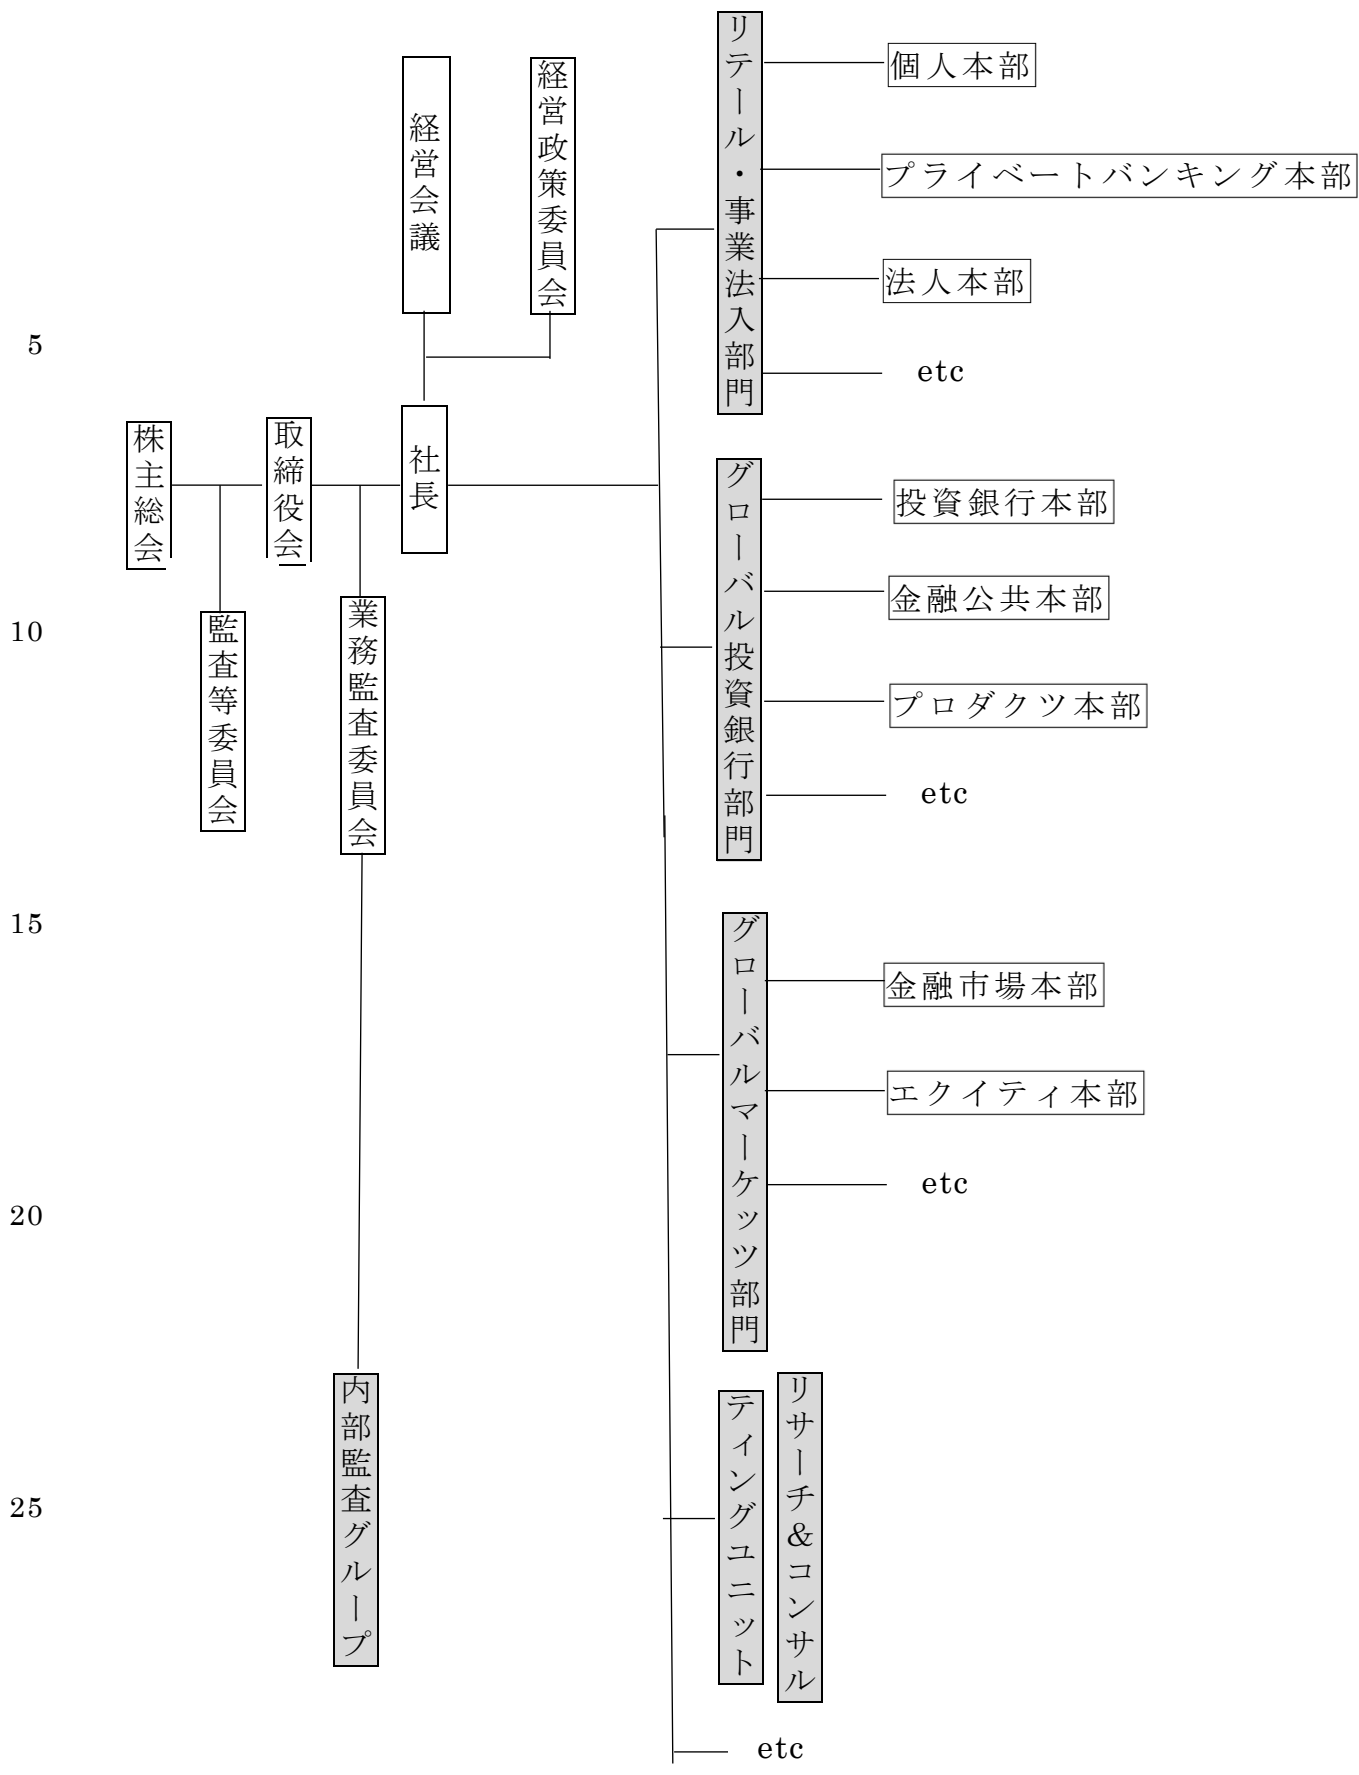 経営会議
経営政策委員会
リテール・事業法入部門
個人本部
プライベートバンキング本部
法人本部
etc
5
株主総会
取締役会
社長
監査等委員会
業務監査委員会
グローバル投資銀行部門
投資銀行本部
金融公共本部
プロダクツ本部
etc
10
15
グローバルマーケッツ部門
金融市場本部
エクイティ本部
etc
20
内部監査グループ
リサーチ&コンサル
ティングユニット
25
etc